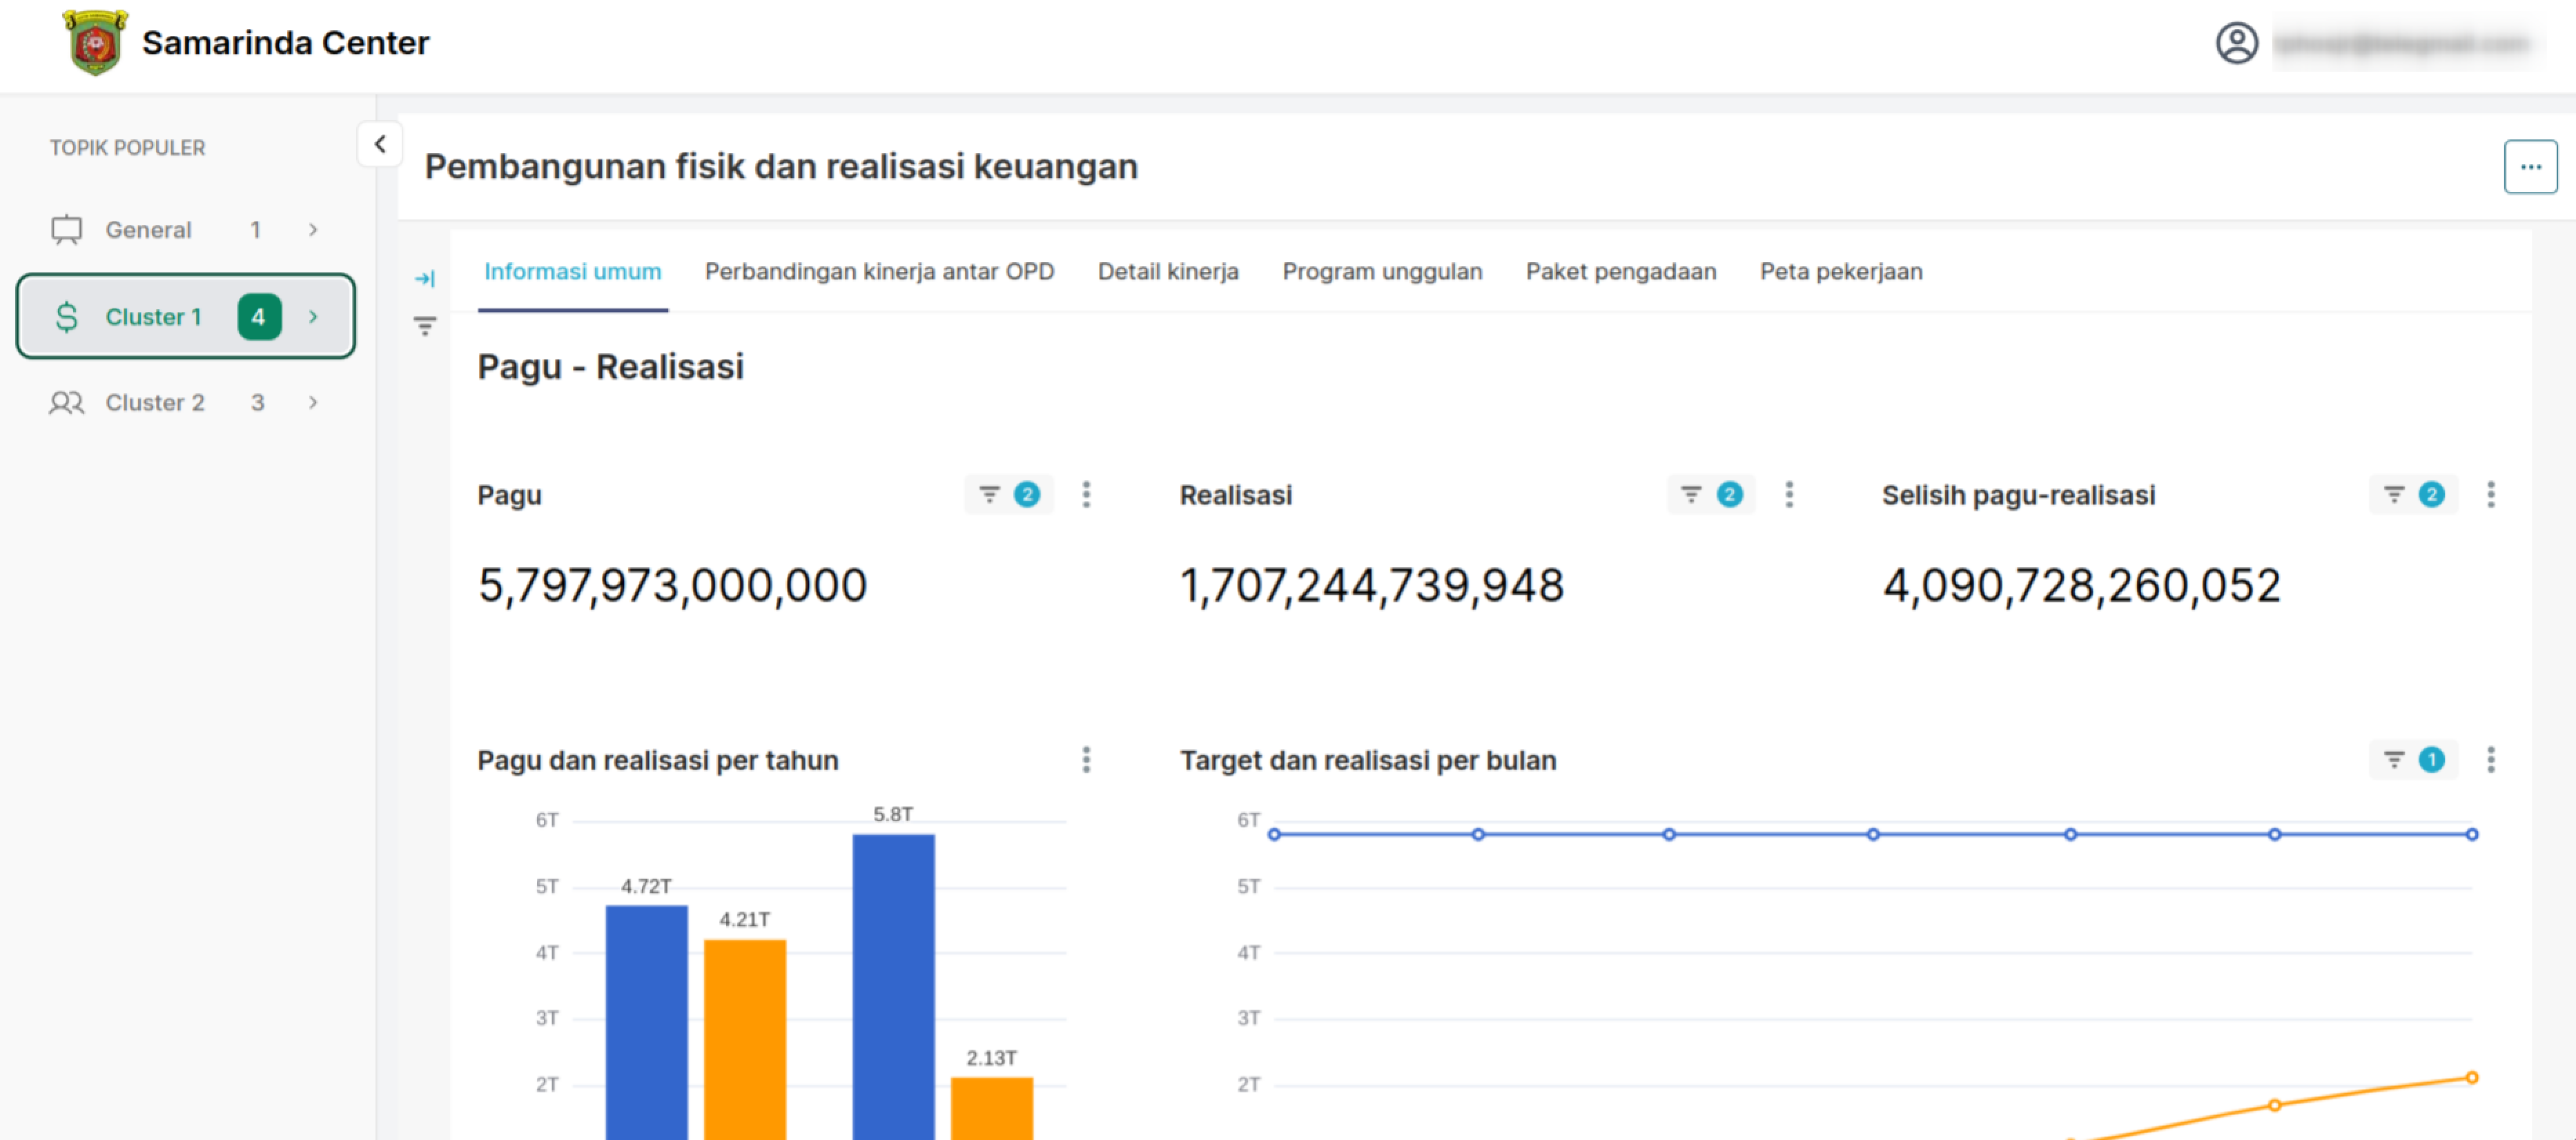 Samarinda Center
TOPIK POPULER
General 1
Cluster 1 4
Cluster 2 3
Pembangunan fisik dan realisasi keuangan
...
Informasi umum Perbandingan kinerja antar OPD Detail kinerja Program unggulan Paket pengadaan Peta pekerjaan
Pagu - Realisasi
Pagu 2
5,797,973,000,000
Realisasi 2
1,707,244,739,948
Selisih pagu-realisasi 2
4,090,728,260,052
Pagu dan realisasi per tahun
6T
5T
4T
3T
2T
4.72T
4.21T
5.8T
2.13T
Target dan realisasi per bulan 1
6T
5T
4T
3T
2T